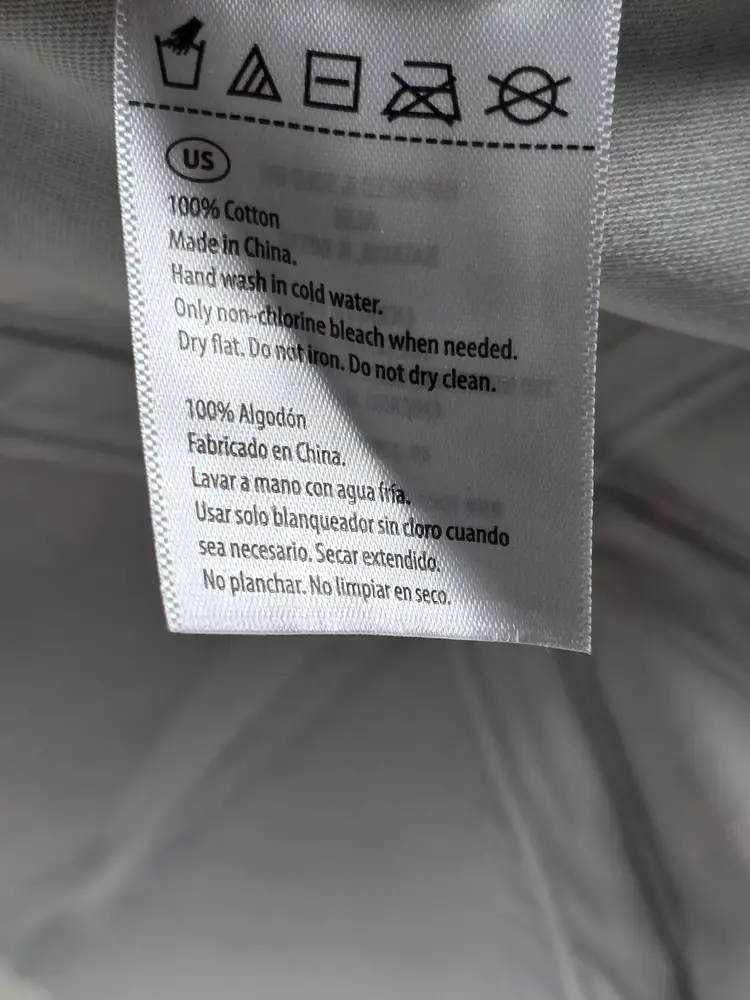 US
100% Cotton
Made in China.
Hand wash in cold water.
Only non-chlorine bleach when needed.
Dry flat. Do not iron. Do not dry clean.
100% Algodón
Fabricado en China.
Lavar a mano con agua fría.
Usar solo blanqueador sin cloro cuando
sea necesario. Secar extendido.
No planchar. No limpiar en seco.